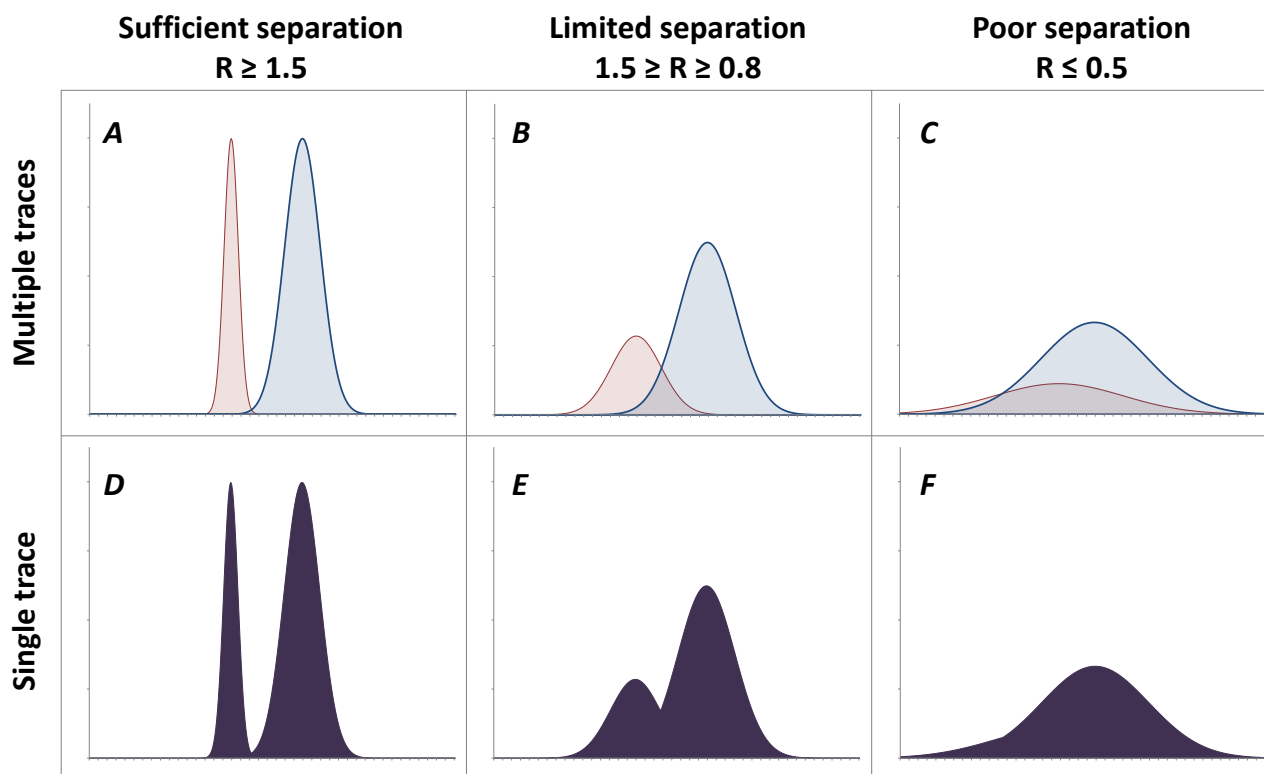 Sufficient separation
R ≥ 1.5
Limited separation
1.5 ≥ R ≥ 0.8
Poor separation
R ≤ 0.5
Multiple traces
A
B
C
Single trace
D
E
F